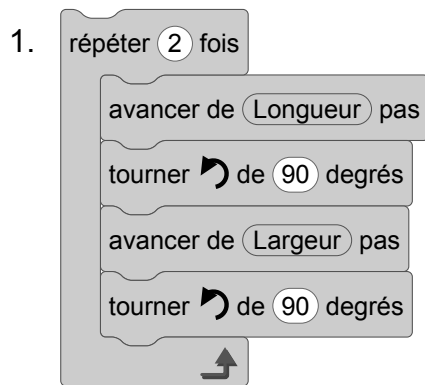 1. répéter 2 fois
avancer de Longueur pas
tourner de 90 degrés
avancer de Largeur pas
tourner de 90 degrés